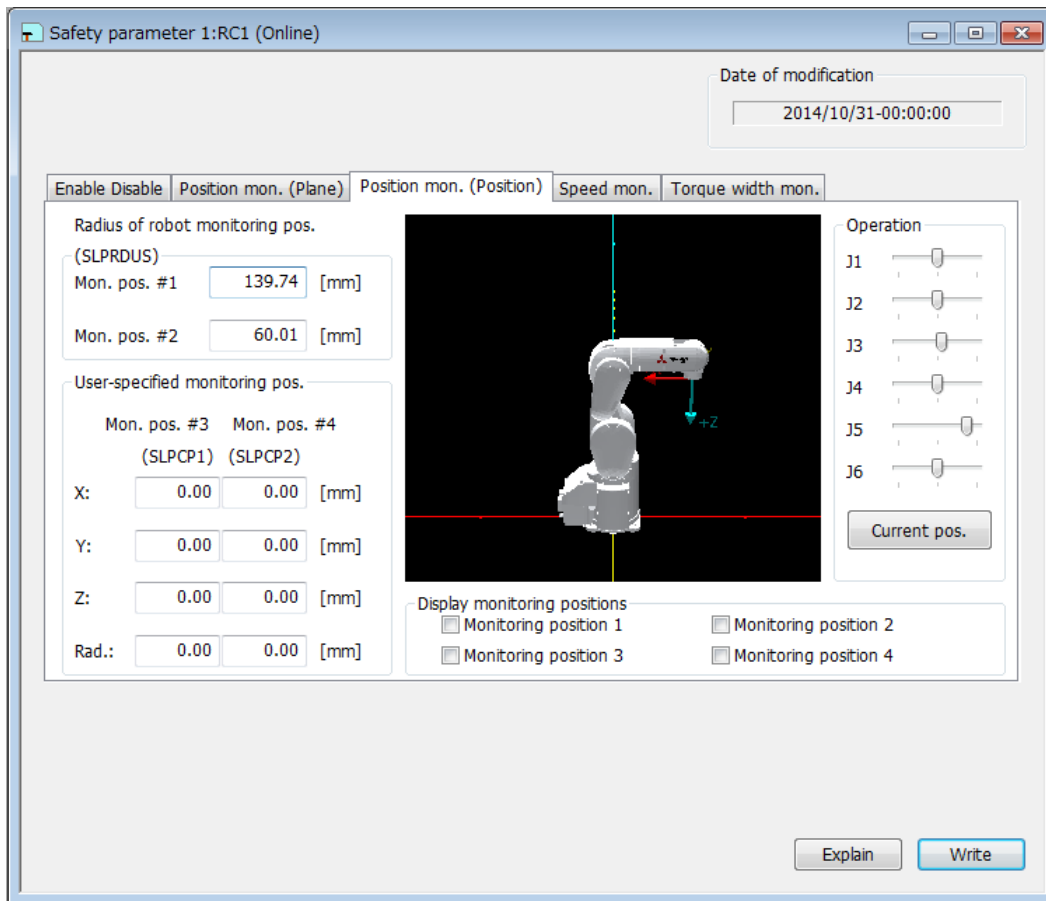 Safety parameter 1:RC1 (Online)
Date of modification
2014/10/31-00:00:00
Enable Disable Position mon. (Plane) Position mon. (Position) Speed mon. Torque width mon.
Radius of robot monitoring pos.
(SLPRDUS)
Mon. pos. #1 139.74 [mm]
Mon. pos. #2 60.01 [mm]
User-specified monitoring pos.
Mon. pos. #3 Mon. pos. #4
(SLPCP1) (SLPCP2)
X: 0.00 0.00 [mm]
Y: 0.00 0.00 [mm]
Z: 0.00 0.00 [mm]
Rad.: 0.00 0.00 [mm]
+Z
Display monitoring positions
Monitoring position 1 Monitoring position 2
Monitoring position 3 Monitoring position 4
Operation
J1
J2
J3
J4
J5
J6
Current pos.
Explain Write